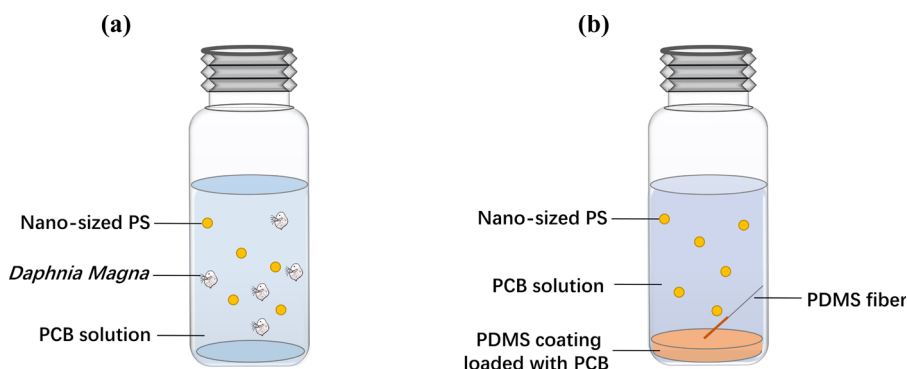 (a)
Nano-sized PS
Daphnia Magna
PCB solution
(b)
Nano-sized PS
PCB solution
PDMS fiber
PDMS coating
loaded with PCB